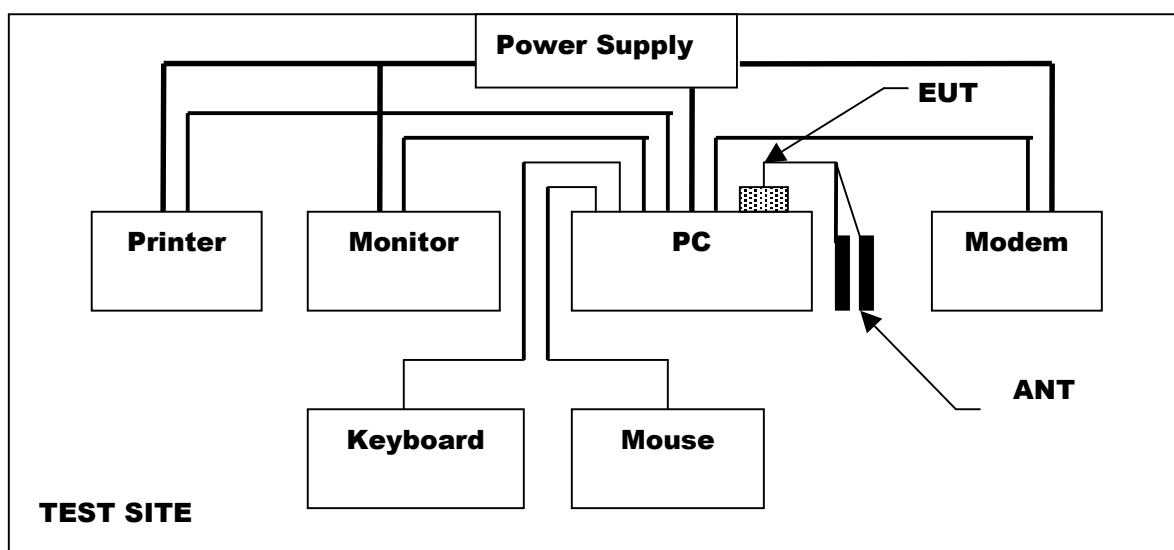 Power Supply
EUT
Printer
Monitor
PC
Modem
ANT
Keyboard
Mouse
TEST SITE